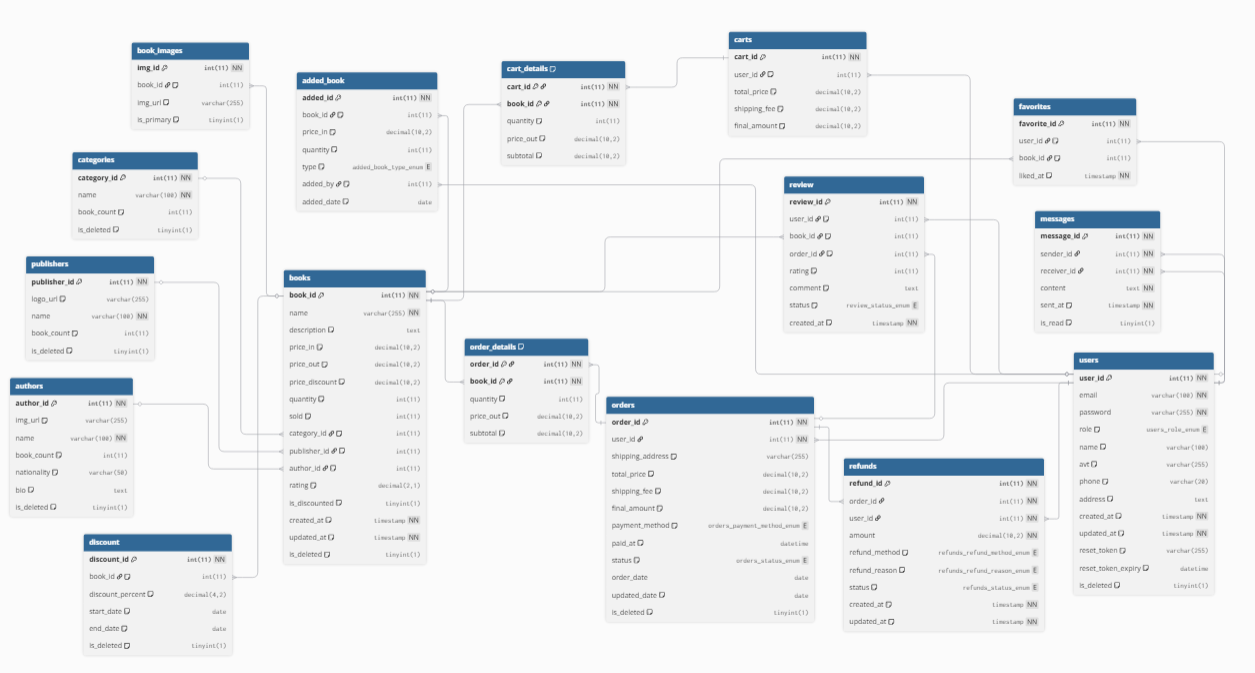 book_images
img_id int(11) NN
book_id int(11)
img_url varchar(255)
is_primary tinyint(1)
categories
category_id int(11) NN
name varchar(100) NN
book_count int(11)
is_deleted tinyint(1)
publishers
publisher_id int(11) NN
logo_url varchar(255)
name varchar(100) NN
book_count int(11)
is_deleted tinyint(1)
authors
author_id int(11) NN
img_url varchar(255)
name varchar(100) NN
book_count int(11)
nationality varchar(50)
bio text
is_deleted tinyint(1)
discount
discount_id int(11) NN
book_id int(11)
discount_percent decimal(4,2)
start_date date
end_date date
is_deleted tinyint(1)
added_book
added_id int(11) NN
book_id int(11)
price_in decimal(10,2)
quantity int(11)
type added_book_type_enum E
added_by int(11)
added_date date
books
book_id int(11) NN
name varchar(255) NN
description text
price_in decimal(10,2)
price_out decimal(10,2)
price_discount decimal(10,2)
quantity int(11)
sold int(11)
category_id int(11)
publisher_id int(11)
author_id int(11)
rating decimal(2,1)
is_discounted tinyint(1)
created_at timestamp NN
updated_at timestamp NN
is_deleted tinyint(1)
cart_details
cart_id int(11) NN
book_id int(11) NN
quantity int(11)
price_out decimal(10,2)
subtotal decimal(10,2)
order_details
order_id int(11) NN
book_id int(11) NN
quantity int(11)
price_out decimal(10,2)
subtotal decimal(10,2)
carts
cart_id int(11) NN
user_id int(11)
total_price decimal(10,2)
shipping_fee decimal(10,2)
final_amount decimal(10,2)
review
review_id int(11) NN
user_id int(11)
book_id int(11)
order_id int(11)
rating int(11)
comment text
status review_status_enum E
created_at timestamp NN
orders
order_id int(11) NN
user_id int(11) NN
shipping_address varchar(255)
total_price decimal(10,2)
shipping_fee decimal(10,2)
final_amount decimal(10,2)
payment_method orders_payment_method_enum E
paid_at datetime
status orders_status_enum E
order_date date
updated_date date
is_deleted tinyint(1)
refunds
refund_id int(11) NN
order_id int(11) NN
user_id int(11) NN
amount decimal(10,2) NN
refund_method refunds_refund_method_enum E
refund_reason refunds_refund_reason_enum E
status refunds_status_enum E
created_at timestamp NN
updated_at timestamp NN
favorites
favorite_id int(11) NN
user_id int(11)
book_id int(11)
liked_at timestamp NN
messages
message_id int(11) NN
sender_id int(11) NN
receiver_id int(11) NN
content text NN
sent_at timestamp NN
is_read tinyint(1)
users
user_id int(11) NN
email varchar(100) NN
password varchar(255) NN
role users_role_enum E
name varchar(100)
avt varchar(255)
phone varchar(20)
address text
created_at timestamp NN
updated_at timestamp NN
reset_token varchar(255)
reset_token_expiry datetime
is_deleted tinyint(1)